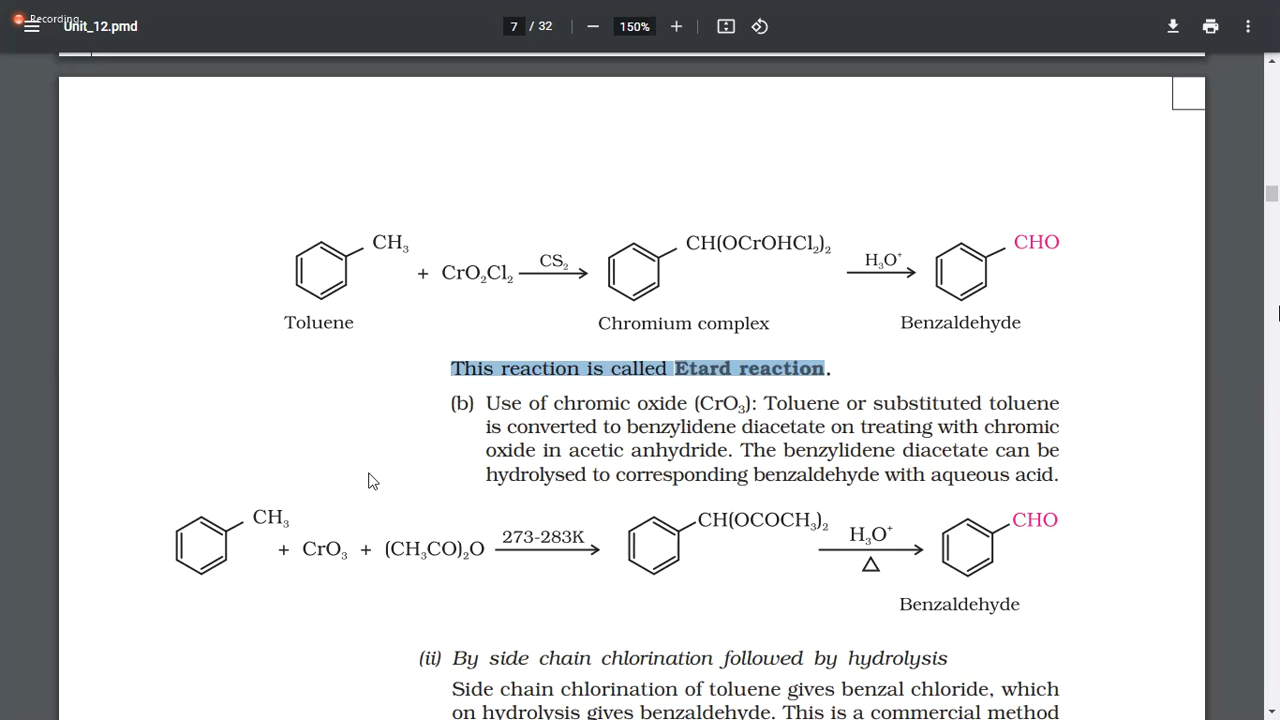 Recording
Unit_12.pmd
7 / 32
150%
CH₃
+ CrO₂Cl₂
CS₂
CH(OCrOHCl₂)₂
H₃O⁺
CHO
Toluene
Chromium complex
Benzaldehyde
This reaction is called Etard reaction.
(b) Use of chromic oxide (CrO₃): Toluene or substituted toluene
is converted to benzylidene diacetate on treating with chromic
oxide in acetic anhydride. The benzylidene diacetate can be
hydrolysed to corresponding benzaldehyde with aqueous acid.
CH₃
+ CrO₃ + (CH₃CO)₂O
273-283K
CH(OCOCH₃)₂
H₃O⁺
△
CHO
Benzaldehyde
(ii) By side chain chlorination followed by hydrolysis
Side chain chlorination of toluene gives benzal chloride, which
on hydrolysis gives benzaldehyde. This is a commercial method